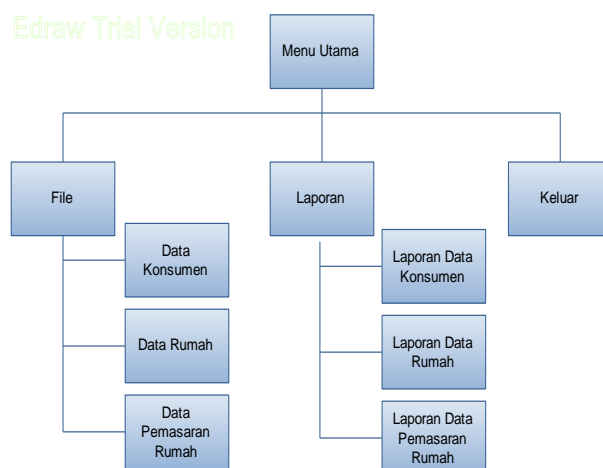 Edraw Trial Version
Menu Utama
File
Laporan
Keluar
Data
Konsumen
Data Rumah
Data
Pemasaran
Rumah
Laporan Data
Konsumen
Laporan Data
Rumah
Laporan Data
Pemasaran
Rumah